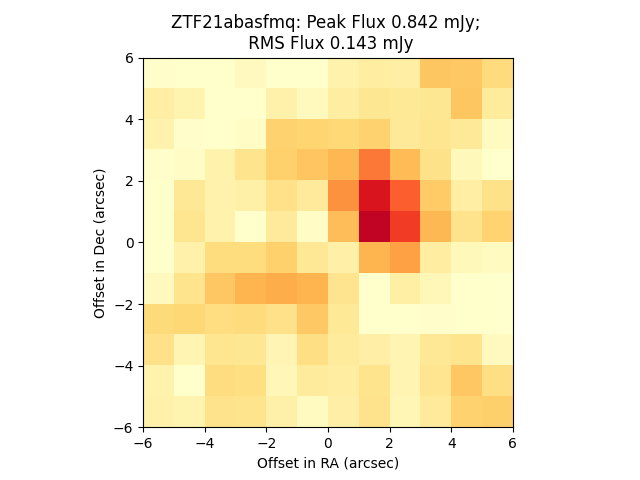 ZTF21abasfmq: Peak Flux 0.842 mJy;
RMS Flux 0.143 mJy
6
4
2
0
−2
−4
−6
Offset in Dec (arcsec)
−6 −4 −2 0 2 4 6
Offset in RA (arcsec)